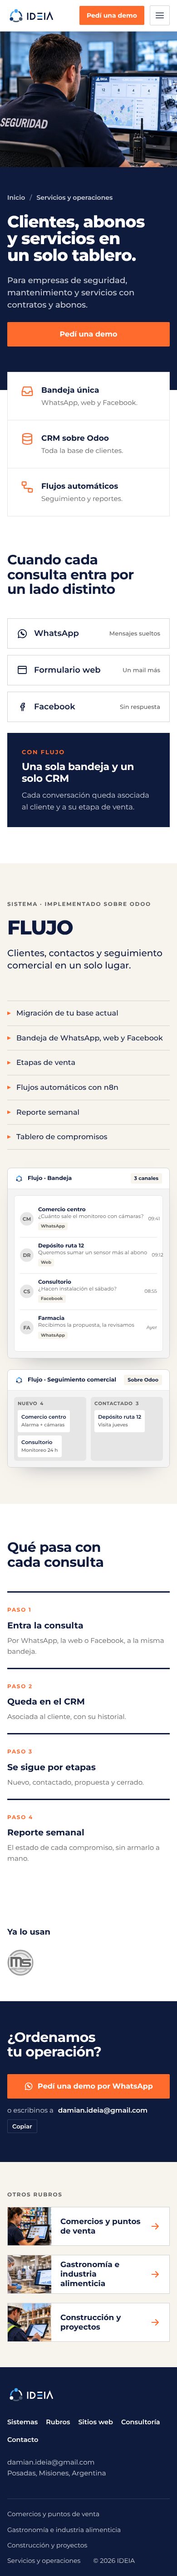 IDEIA
Pedí una demo
SEGURIDAD
Inicio / Servicios y operaciones
Clientes, abonos
y servicios en
un solo tablero.
Para empresas de seguridad,
mantenimiento y servicios con
contratos y abonos.
Pedí una demo
Bandeja única
WhatsApp, web y Facebook.
CRM sobre Odoo
Toda la base de clientes.
Flujos automáticos
Seguimiento y reportes.
Cuando cada
consulta entra por
un lado distinto
WhatsApp Mensajes sueltos
Formulario web Un mail más
Facebook Sin respuesta
CON FLUJO
Una sola bandeja y un
solo CRM
Cada conversación queda asociada
al cliente y a su etapa de venta.
SISTEMA · IMPLEMENTADO SOBRE ODOO
FLUJO
Clientes, contactos y seguimiento
comercial en un solo lugar.
Migración de tu base actual
Bandeja de WhatsApp, web y Facebook
Etapas de venta
Flujos automáticos con n8n
Reporte semanal
Tablero de compromisos
Flujo · Bandeja 3 canales
CM Comercio centro
¿Cuánto sale el monitoreo con cámaras? 09:41
WhatsApp
DR Depósito ruta 12
Queremos sumar un sensor más al abono 09:12
Web
CS Consultorio
¿Hacen instalación el sábado? 08:55
Facebook
FA Farmacia
Recibimos la propuesta, la revisamos Ayer
WhatsApp
Flujo · Seguimiento comercial Sobre Odoo
NUEVO 4 CONTACTADO 3
Comercio centro
Alarma + cámaras
Depósito ruta 12
Visita jueves
Consultorio
Monitoreo 24 h
Qué pasa con
cada consulta
PASO 1
Entra la consulta
Por WhatsApp, la web o Facebook, a la misma
bandeja.
PASO 2
Queda en el CRM
Asociada al cliente, con su historial.
PASO 3
Se sigue por etapas
Nuevo, contactado, propuesta y cerrado.
PASO 4
Reporte semanal
El estado de cada compromiso, sin armarlo a
mano.
Ya lo usan
MS
¿Ordenamos
tu operación?
Pedí una demo por WhatsApp
o escribinos a damian.ideia@gmail.com
Copiar
OTROS RUBROS
Comercios y puntos
de venta
Gastronomía e
industria
alimenticia
Construcción y
proyectos
IDEIA
Sistemas Rubros Sitios web Consultoría
Contacto
damian.ideia@gmail.com
Posadas, Misiones, Argentina
Comercios y puntos de venta
Gastronomía e industria alimenticia
Construcción y proyectos
Servicios y operaciones © 2026 IDEIA